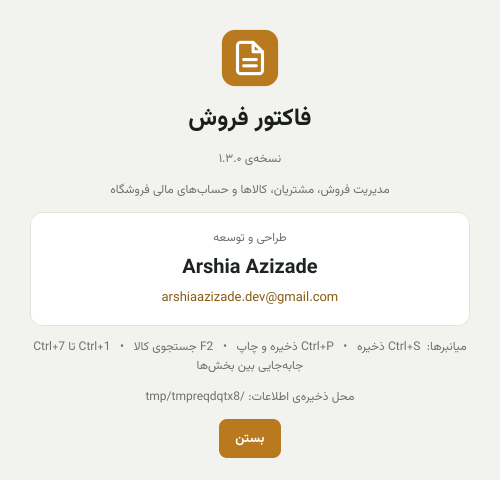 فاکتور فروش
نسخه‌ی ۱.۳.۰
مدیریت فروش، مشتریان، کالاها و حساب‌های مالی فروشگاه
طراحی و توسعه
Arshia Azizade
arshiaazizade.dev@gmail.com
میانبرها: Ctrl+S ذخیره • Ctrl+P ذخیره و چاپ • F2 جستجوی کالا • Ctrl+1 تا Ctrl+7
جابه‌جایی بین بخش‌ها
محل ذخیره‌ی اطلاعات: /tmp/tmpreqdqtx8
بستن